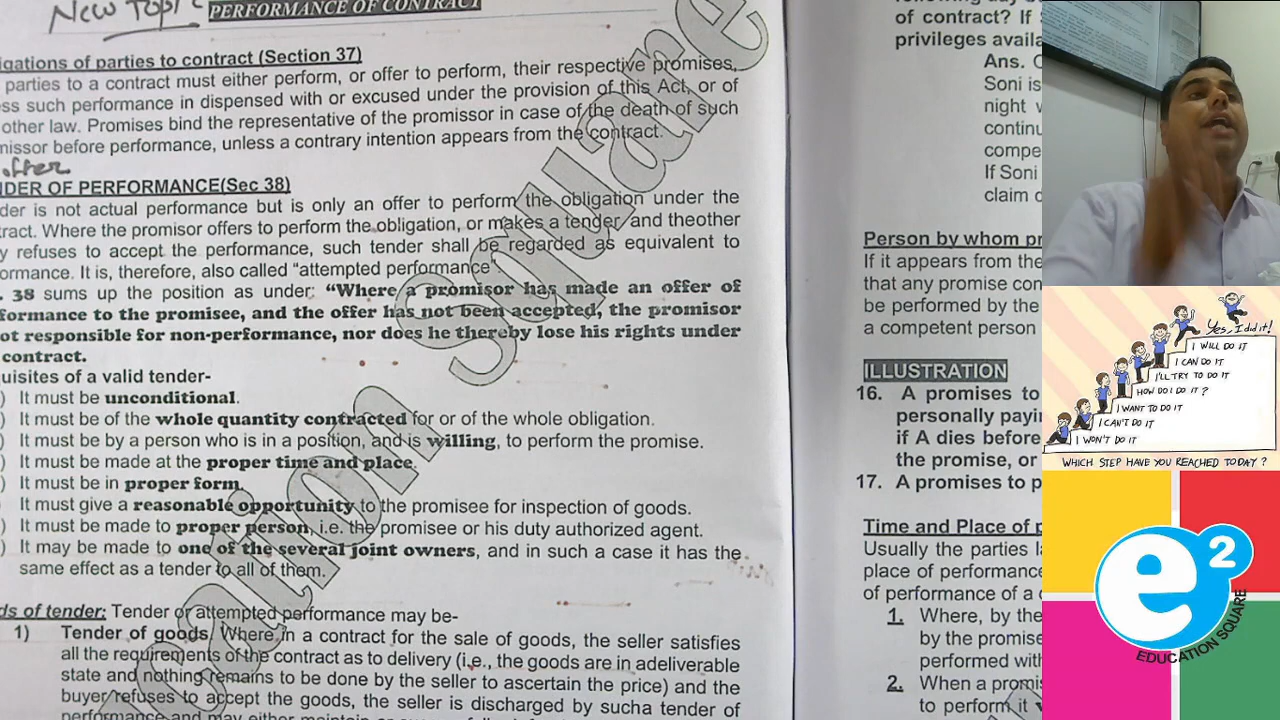 New Topic
PERFORMANCE OF CONTRACT
igations of parties to contract (Section 37)
parties to a contract must either perform, or offer to perform, their respective promises,
ess such performance in dispensed with or excused under the provision of this Act, or of
other law. Promises bind the representative of the promissor in case of the death of such
missor before performance, unless a contrary intention appears from the contract.
offer
NDER OF PERFORMANCE(Sec 38)
der is not actual performance but is only an offer to perform the obligation under the
tract. Where the promisor offers to perform the obligation, or makes a tender, and theother
y refuses to accept the performance, such tender shall be regarded as equivalent to
ormance. It is, therefore, also called "attempted performance".
. 38 sums up the position as under: "Where a promisor has made an offer of
formance to the promisee, and the offer has not been accepted, the promisor
ot responsible for non-performance, nor does he thereby lose his rights under
contract.
uisites of a valid tender-
) It must be unconditional.
) It must be of the whole quantity contracted for or of the whole obligation.
) It must be by a person who is in a position, and is willing, to perform the promise.
) It must be made at the proper time and place.
) It must be in proper form.
) It must give a reasonable opportunity to the promisee for inspection of goods.
) It must be made to proper person, i.e. the promisee or his duty authorized agent.
) It may be made to one of the several joint owners, and in such a case it has the
same effect as a tender to all of them.
ds of tender: Tender or attempted performance may be-
1) Tender of goods: Where in a contract for the sale of goods, the seller satisfies
all the requirements of the contract as to delivery (i.e., the goods are in adeliverable
state and nothing remains to be done by the seller to ascertain the price) and the
buyer refuses to accept the goods, the seller is discharged by sucha tender of
performance and may either maintain
of contract? If
privileges availa
Ans.
Soni is
night
continu
compe
If Soni
claim
Person by whom pr
If it appears from the
that any promise con
be performed by the
a competent person
ILLUSTRATION
16. A promises to
personally payi
if A dies before
the promise, or
17. A promises to p
Time and Place of p
Usually the parties
place of performance
of performance of a
1. Where, by the
by the promise
performed with
2. When a promi
to perform it
Education Square
Yes, I did it!
I WILL DO IT
I CAN DO IT
I'LL TRY TO DO IT
HOW DO I DO IT ?
I WANT TO DO IT
I CAN'T DO IT
I WON'T DO IT
WHICH STEP HAVE YOU REACHED TODAY ?
e2
EDUCATION SQUARE